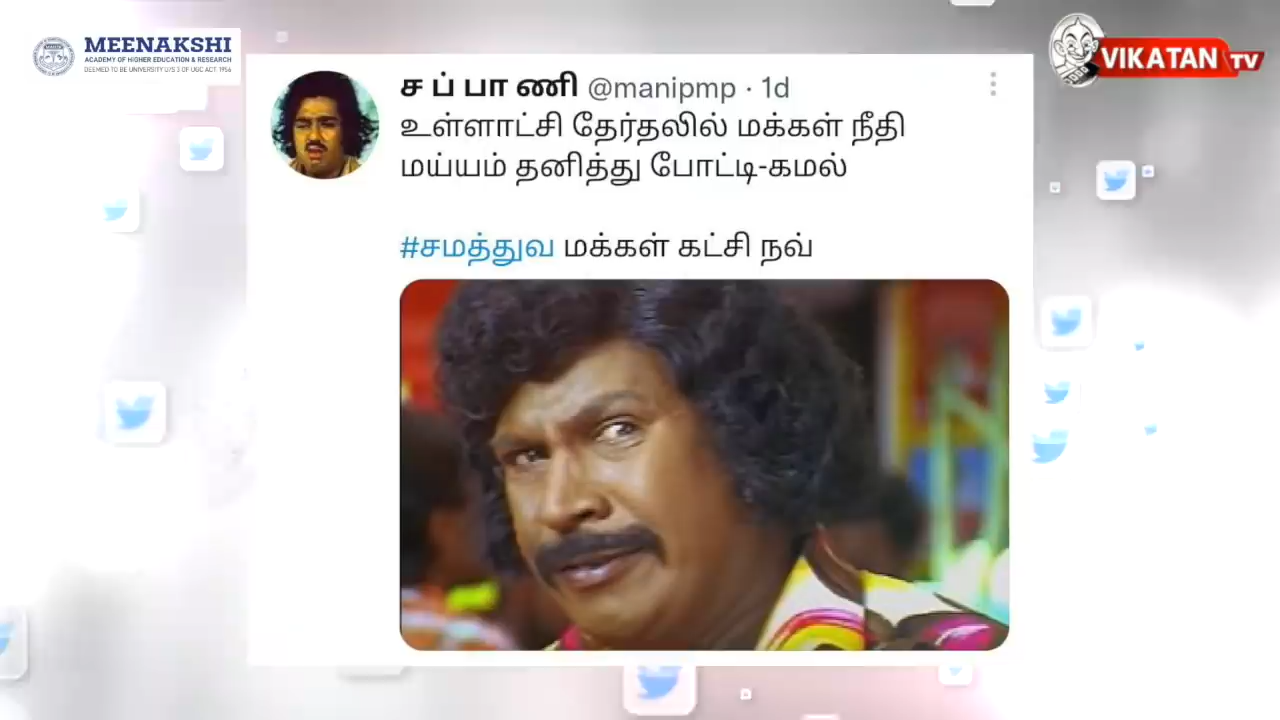 MEENAKSHI
ACADEMY OF HIGHER EDUCATION & RESEARCH
DEEMED TO BE UNIVERSITY U/S 3 OF UGC ACT 1956
VIKATAN TV
ச ப் பா ணி @manipmp · 1d
உள்ளாட்சி தேர்தலில் மக்கள் நீதி
மய்யம் தனித்து போட்டி-கமல்
#சமத்துவ மக்கள் கட்சி நவ்